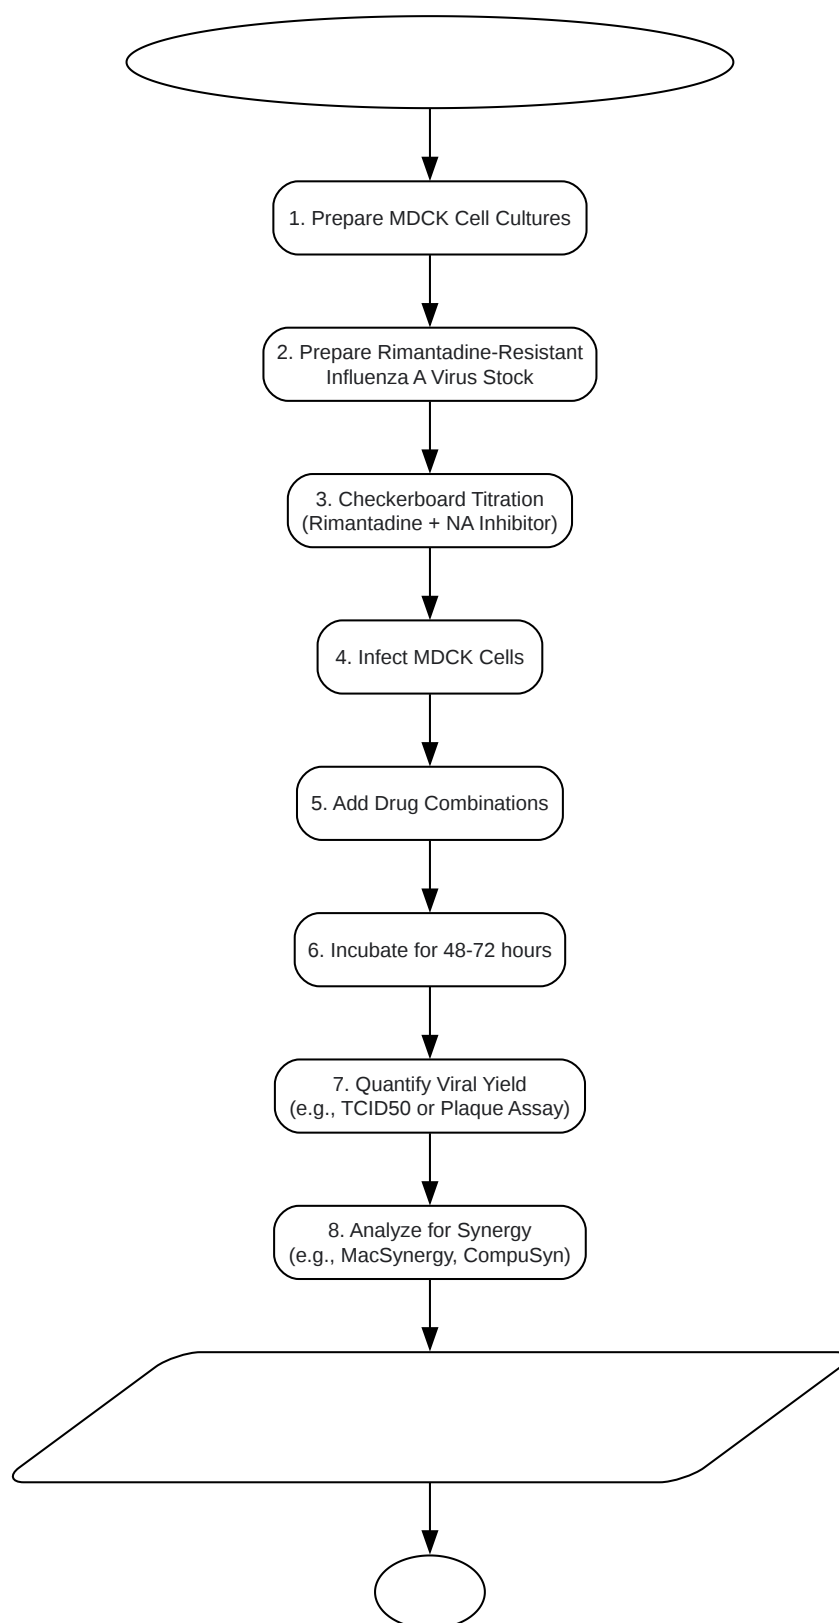 1. Prepare MDCK Cell Cultures
2. Prepare Rimantadine-Resistant
Influenza A Virus Stock
3. Checkerboard Titration
(Rimantadine + NA Inhibitor)
4. Infect MDCK Cells
5. Add Drug Combinations
6. Incubate for 48-72 hours
7. Quantify Viral Yield
(e.g., TCID50 or Plaque Assay)
8. Analyze for Synergy
(e.g., MacSynergy, CompuSyn)